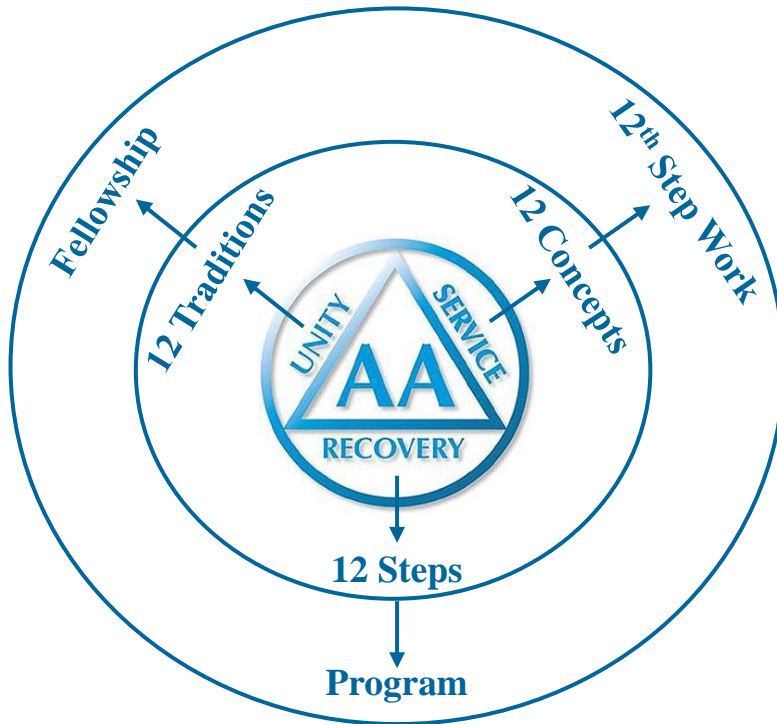 Fellowship
12 Traditions
12 Concepts
12th Step Work
UNITY
SERVICE
AA
RECOVERY
12 Steps
Program